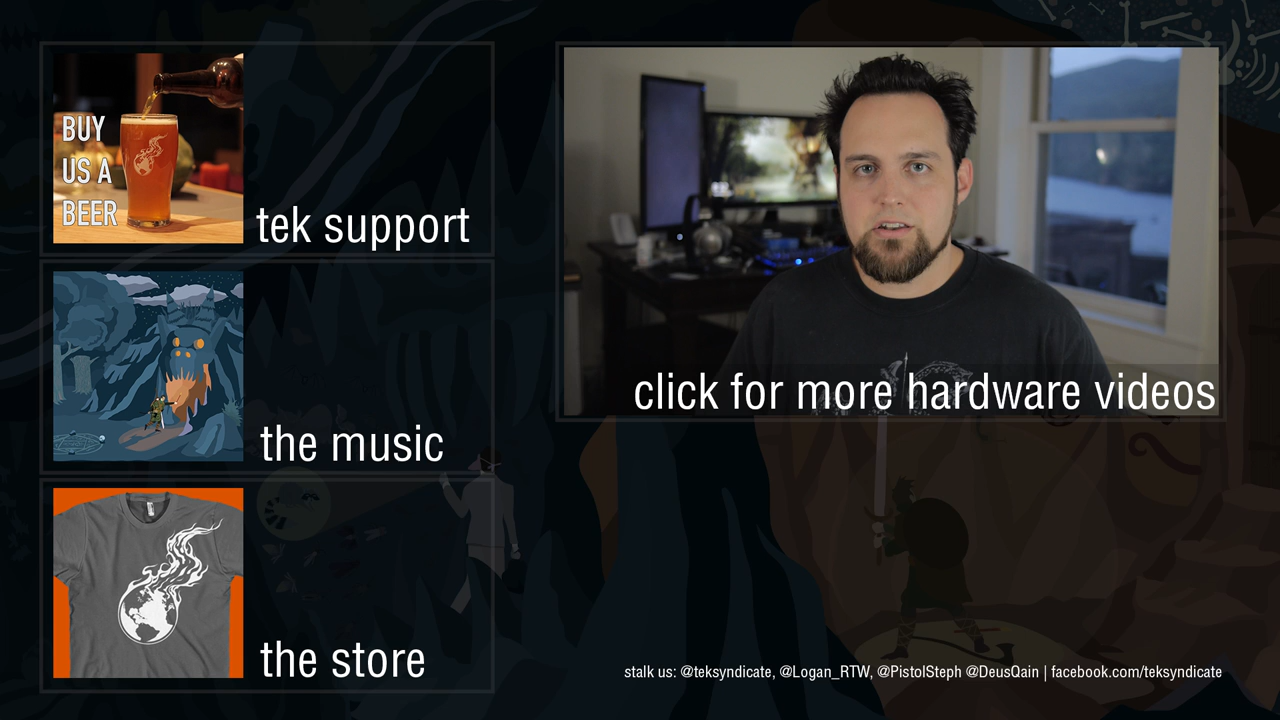 BUY
US A
BEER
tek support
the music
the store
click for more hardware videos
stalk us: @teksyndicate, @Logan_RTW, @PistolSteph @DeusQain | facebook.com/teksyndicate